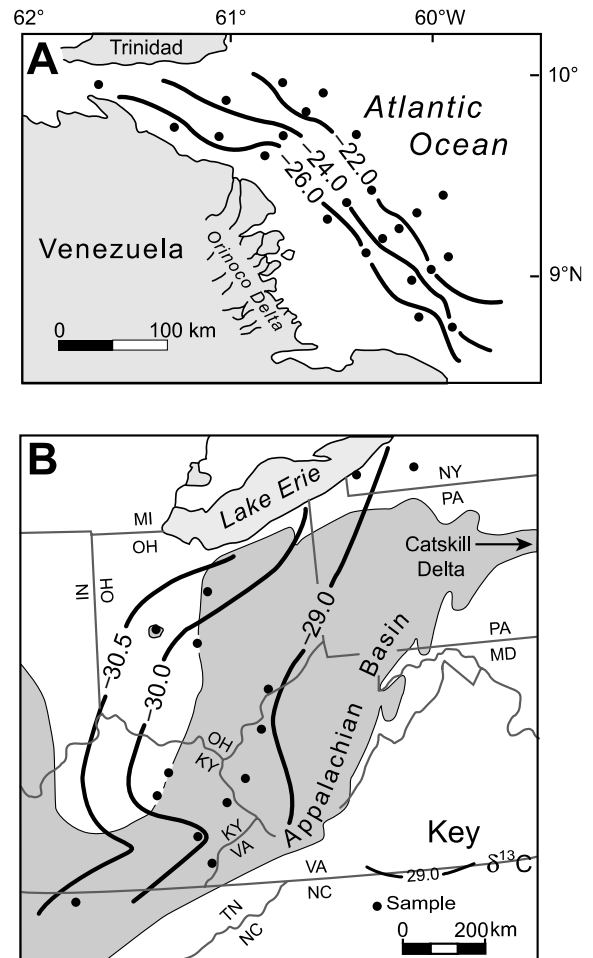 62°
61°
60°W
A
Trinidad
10°
Atlantic
Ocean
–22.0
–24.0
–26.0
Venezuela
Orinoco Delta
9°N
0
100 km
B
Lake Erie
NY
PA
MI
OH
Catskill
Delta
IN
OH
–29.0
–30.5
–30.0
PA
MD
Appalachian Basin
OH
KY
KY
VA
Key
VA
NC
29.0
δ¹³C
Sample
TN
NC
0
200km